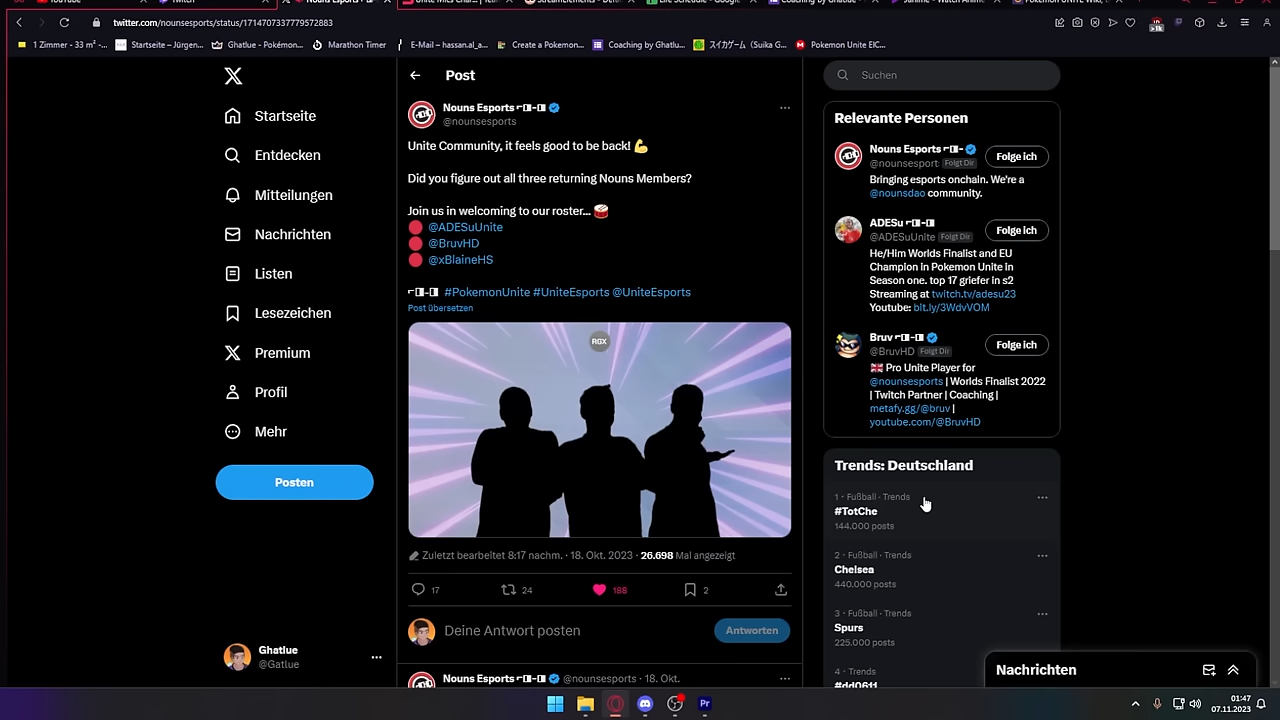 twitter.com/nounsesports/status/1714707337779572883
1 Zimmer - 33 m² -...
Startseite – Jürgen...
Ghatlue - Pokémon...
Marathon Timer
E-Mail – hassan.al_a...
Create a Pokemon...
Coaching by Ghatlu...
スイカゲーム (Suika G...
Pokemon Unite EIC...
Startseite
Entdecken
Mitteilungen
Nachrichten
Listen
Lesezeichen
Premium
Profil
Mehr
Posten
Ghatlue
@Gatlue
Post
Nouns Esports
@nounsesports
Unite Community, it feels good to be back! 💪
Did you figure out all three returning Nouns Members?
Join us in welcoming to our roster... 🥁
🔴 @ADESuUnite
🔴 @BruvHD
🔴 @xBlaineHS
#PokemonUnite #UniteEsports @UniteEsports
Post übersetzen
RGX
Zuletzt bearbeitet 8:17 nachm. · 18. Okt. 2023 · 26.698 Mal angezeigt
17 24 188 2
Deine Antwort posten
Antworten
Nouns Esports @nounsesports · 18. Okt.
Suchen
Relevante Personen
Nouns Esports
@nounsesport Folgt Dir
Folge ich
Bringing esports onchain. We're a
@nounsdao community.
ADESu
@ADESuUnite Folgt Dir
Folge ich
He/Him Worlds Finalist and EU
Champion in Pokemon Unite in
Season one. top 17 griefer in s2
Streaming at twitch.tv/adesu23
Youtube: bit.ly/3WdvVOM
Bruv
@BruvHD Folgt Dir
Folge ich
🇬🇧 Pro Unite Player for
@nounsesports | Worlds Finalist 2022
| Twitch Partner | Coaching |
metafy.gg/@bruv |
youtube.com/@BruvHD
Trends: Deutschland
1 · Fußball · Trends
#TotChe
144.000 posts
2 · Fußball · Trends
Chelsea
440.000 posts
3 · Fußball · Trends
Spurs
225.000 posts
4 · Trends
#dd0611
Nachrichten
01:47
07.11.2023